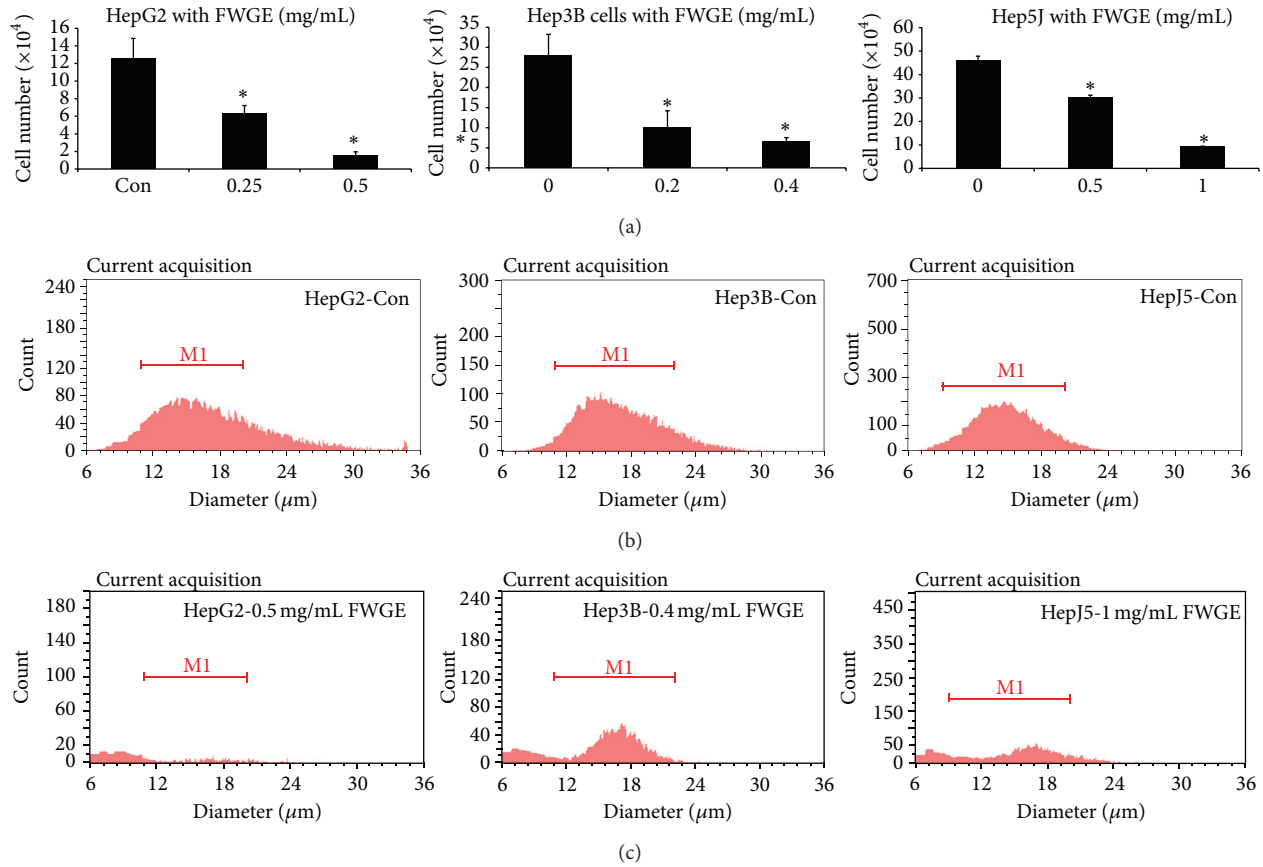 HepG2 with FWGE (mg/mL)
Cell number (×10⁴)
16
14
12
10
8
6
4
2
0
*
*
Con 0.25 0.5
Hep3B cells with FWGE (mg/mL)
Cell number (×10⁴)
*
35
30
25
20
15
10
5
0
*
*
0 0.2 0.4
Hep5J with FWGE (mg/mL)
Cell number (×10⁴)
60
50
40
30
20
10
0
*
*
0 0.5 1
(a)
Current acquisition
HepG2-Con
M1
Count
240
180
120
80
40
0
6 12 18 24 30 36
Diameter (μm)
Current acquisition
Hep3B-Con
M1
Count
300
200
150
100
50
0
6 12 18 24 30 36
Diameter (μm)
Current acquisition
HepJ5-Con
M1
Count
700
500
300
200
100
0
6 12 18 24 30 36
Diameter (μm)
(b)
Current acquisition
HepG2-0.5 mg/mL FWGE
M1
Count
180
140
100
80
60
40
20
0
6 12 18 24 30 36
Diameter (μm)
Current acquisition
Hep3B-0.4 mg/mL FWGE
M1
Count
240
180
120
80
40
0
6 12 18 24 30 36
Diameter (μm)
Current acquisition
HepJ5-1 mg/mL FWGE
M1
Count
450
350
250
150
50
0
6 12 18 24 30 36
Diameter (μm)
(c)